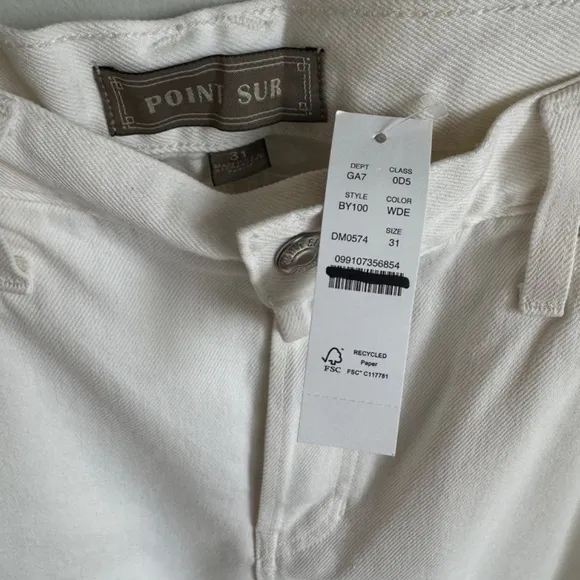 POINT SUR
31
DEPT CLASS
GA7 0D5
STYLE COLOR
BY100 WDE
SIZE
DM0574 31
099107356854
RECYCLED
Paper
FSC
FSC® C117761